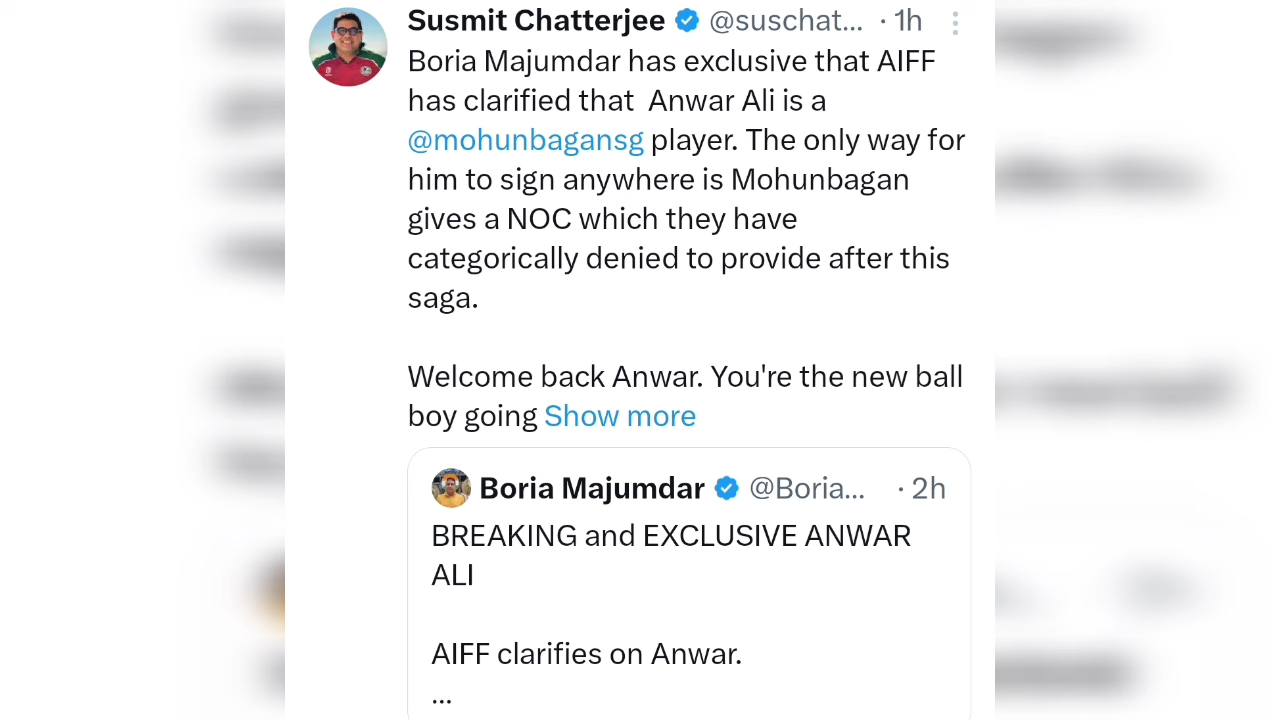 Susmit Chatterjee @suschat... · 1h
Boria Majumdar has exclusive that AIFF
has clarified that  Anwar Ali is a
@mohunbagansg player. The only way for
him to sign anywhere is Mohunbagan
gives a NOC which they have
categorically denied to provide after this
saga.
Welcome back Anwar. You're the new ball
boy going Show more
Boria Majumdar @Boria... · 2h
BREAKING and EXCLUSIVE ANWAR
ALI
AIFF clarifies on Anwar.
...